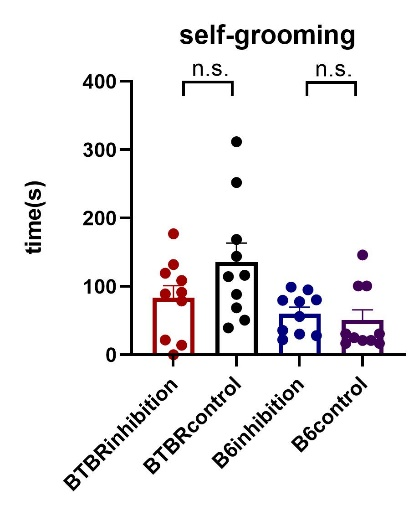 self-grooming
n.s. n.s.
400
300
200
100
0
time(s)
BTBRinhibition
BTBRcontrol
B6inhibition
B6control